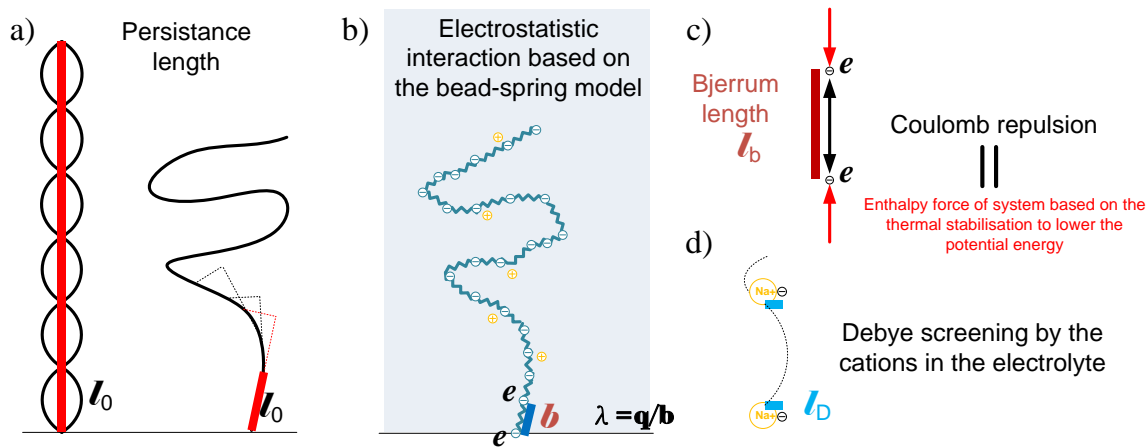 a)
Persistance
length
l0
l0
b)
Electrostatistic
interaction based on
the bead-spring model
e
e
b
λ =q/b
c)
Bjerrum
length
lb
e
e
Coulomb repulsion
Enthalpy force of system based on the
thermal stabilisation to lower the
potential energy
d)
Na+
Na+
lD
Debye screening by the
cations in the electrolyte